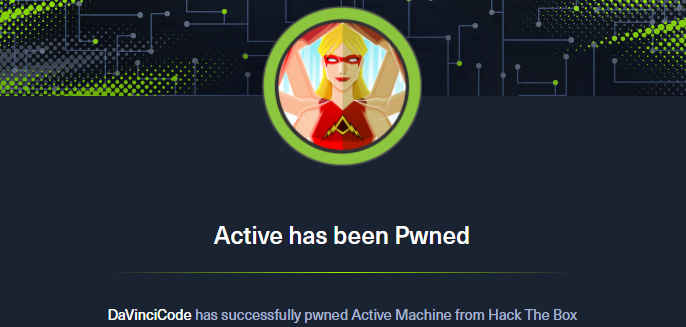 Active has been Pwned
DaVinciCode has successfully pwned Active Machine from Hack The Box